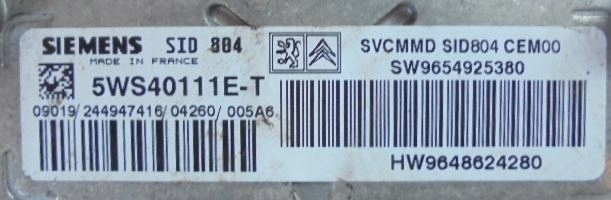 SIEMENS SID 804
MADE IN FRANCE
5WS40111E-T
09019/244947416/04260/005A6
SVCMMD SID804 CEM00
SW9654925380
HW9648624280